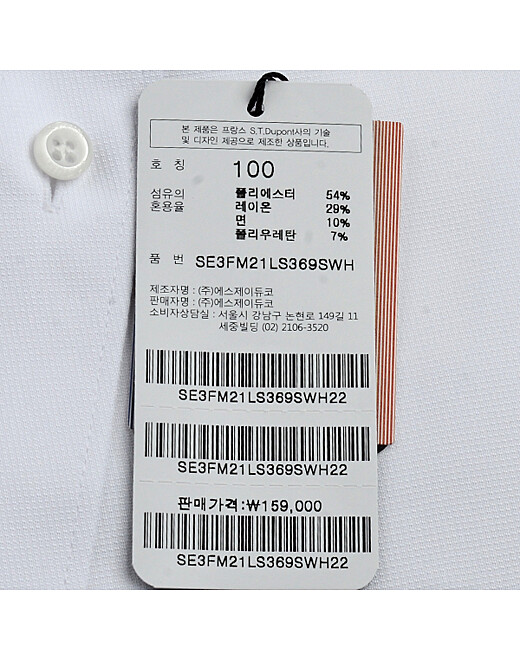 본 제품은 프랑스 S,T,Dupont사의 기술
및 디자인 제공으로 제조한 상품입니다.
호 칭 100
섬유의 폴리에스터 54%
혼용율 레이온 29%
면 10%
폴리우레탄 7%
품 번 SE3FM21LS369SWH
제조자명 : (주)에스제이듀코
판매자명 : (주)에스제이듀코
소비자상담실 : 서울시 강남구 논현로 149길 11
세중빌딩 (02) 2106-3520
SE3FM21LS369SWH22
SE3FM21LS369SWH22
판매가격:₩159,000
SE3FM21LS369SWH22